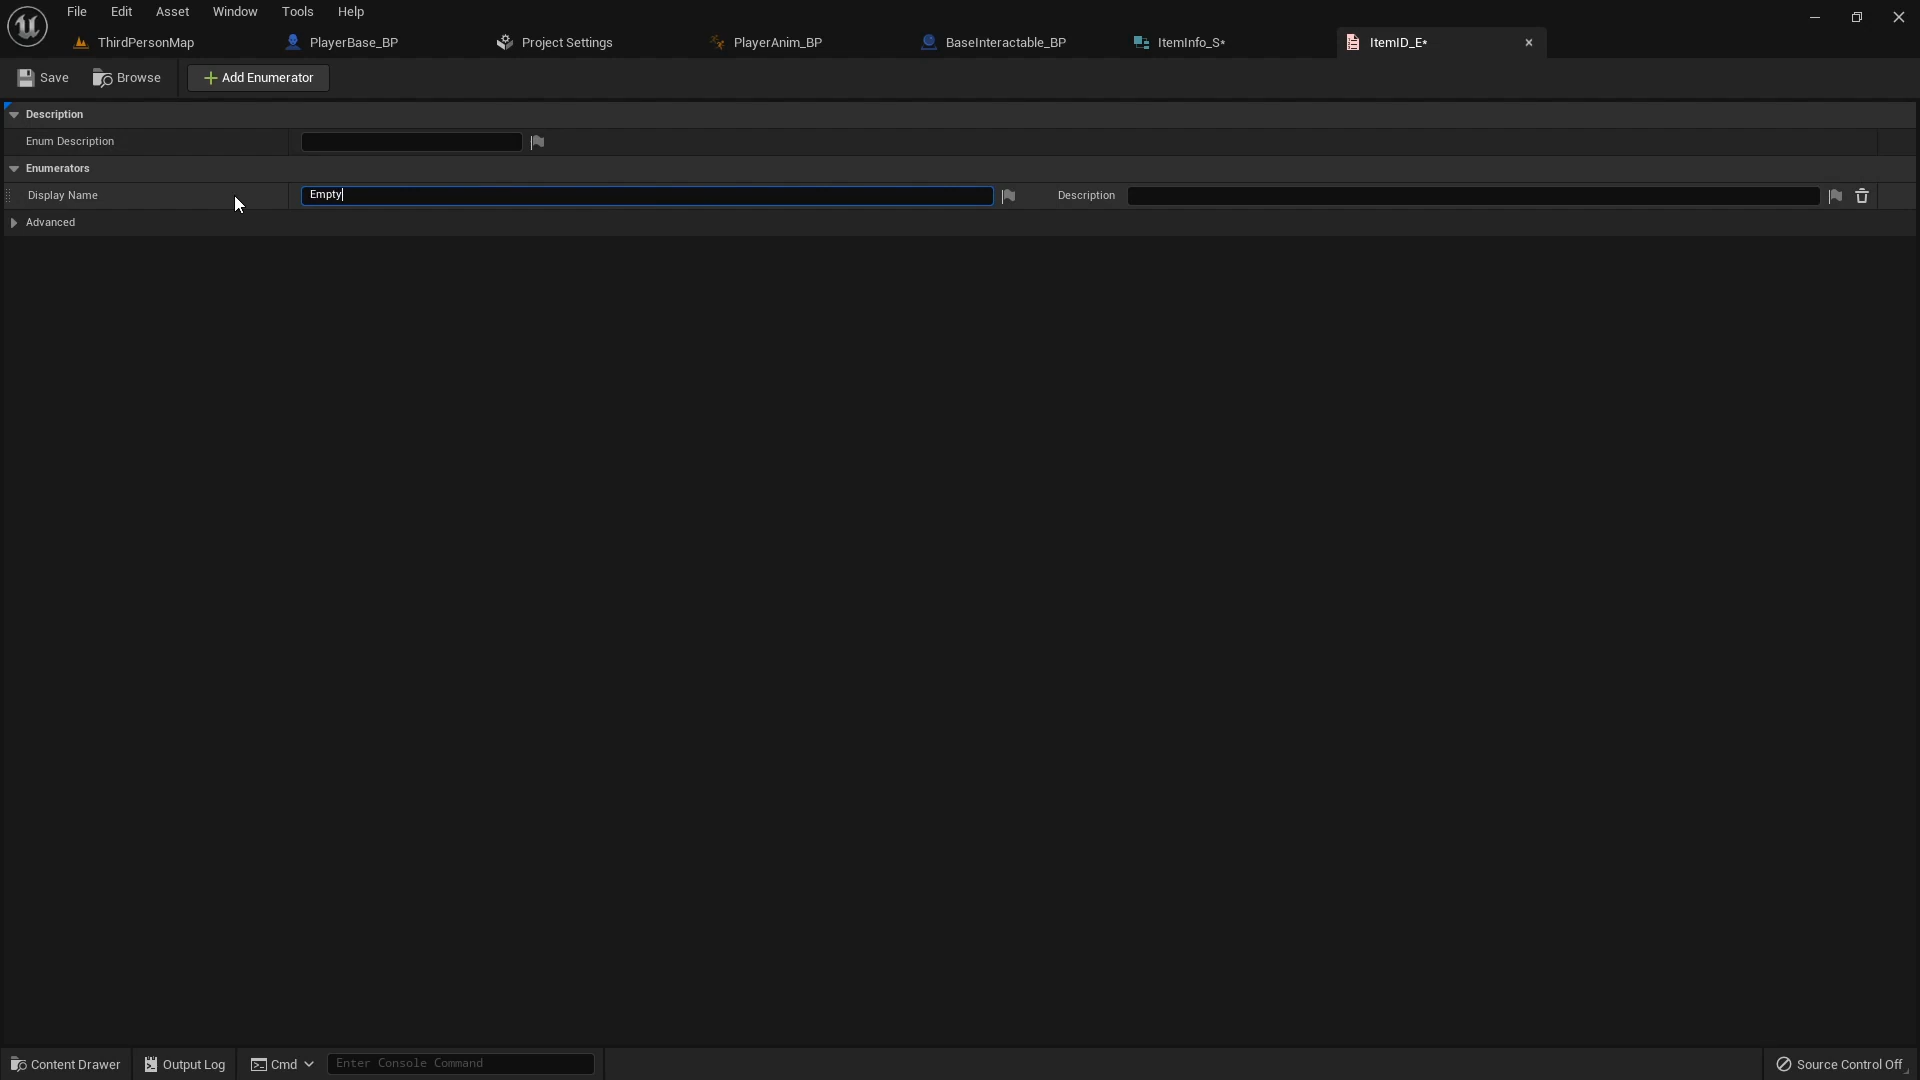 File Edit Asset Window Tools Help
ThirdPersonMap PlayerBase_BP Project Settings PlayerAnim_BP BaseInteractable_BP ItemInfo_S* ItemID_E*
Save Browse Add Enumerator
Description
Enum Description
Enumerators
Display Name Empty Description
Advanced
Content Drawer Output Log Cmd Enter Console Command Source Control Off